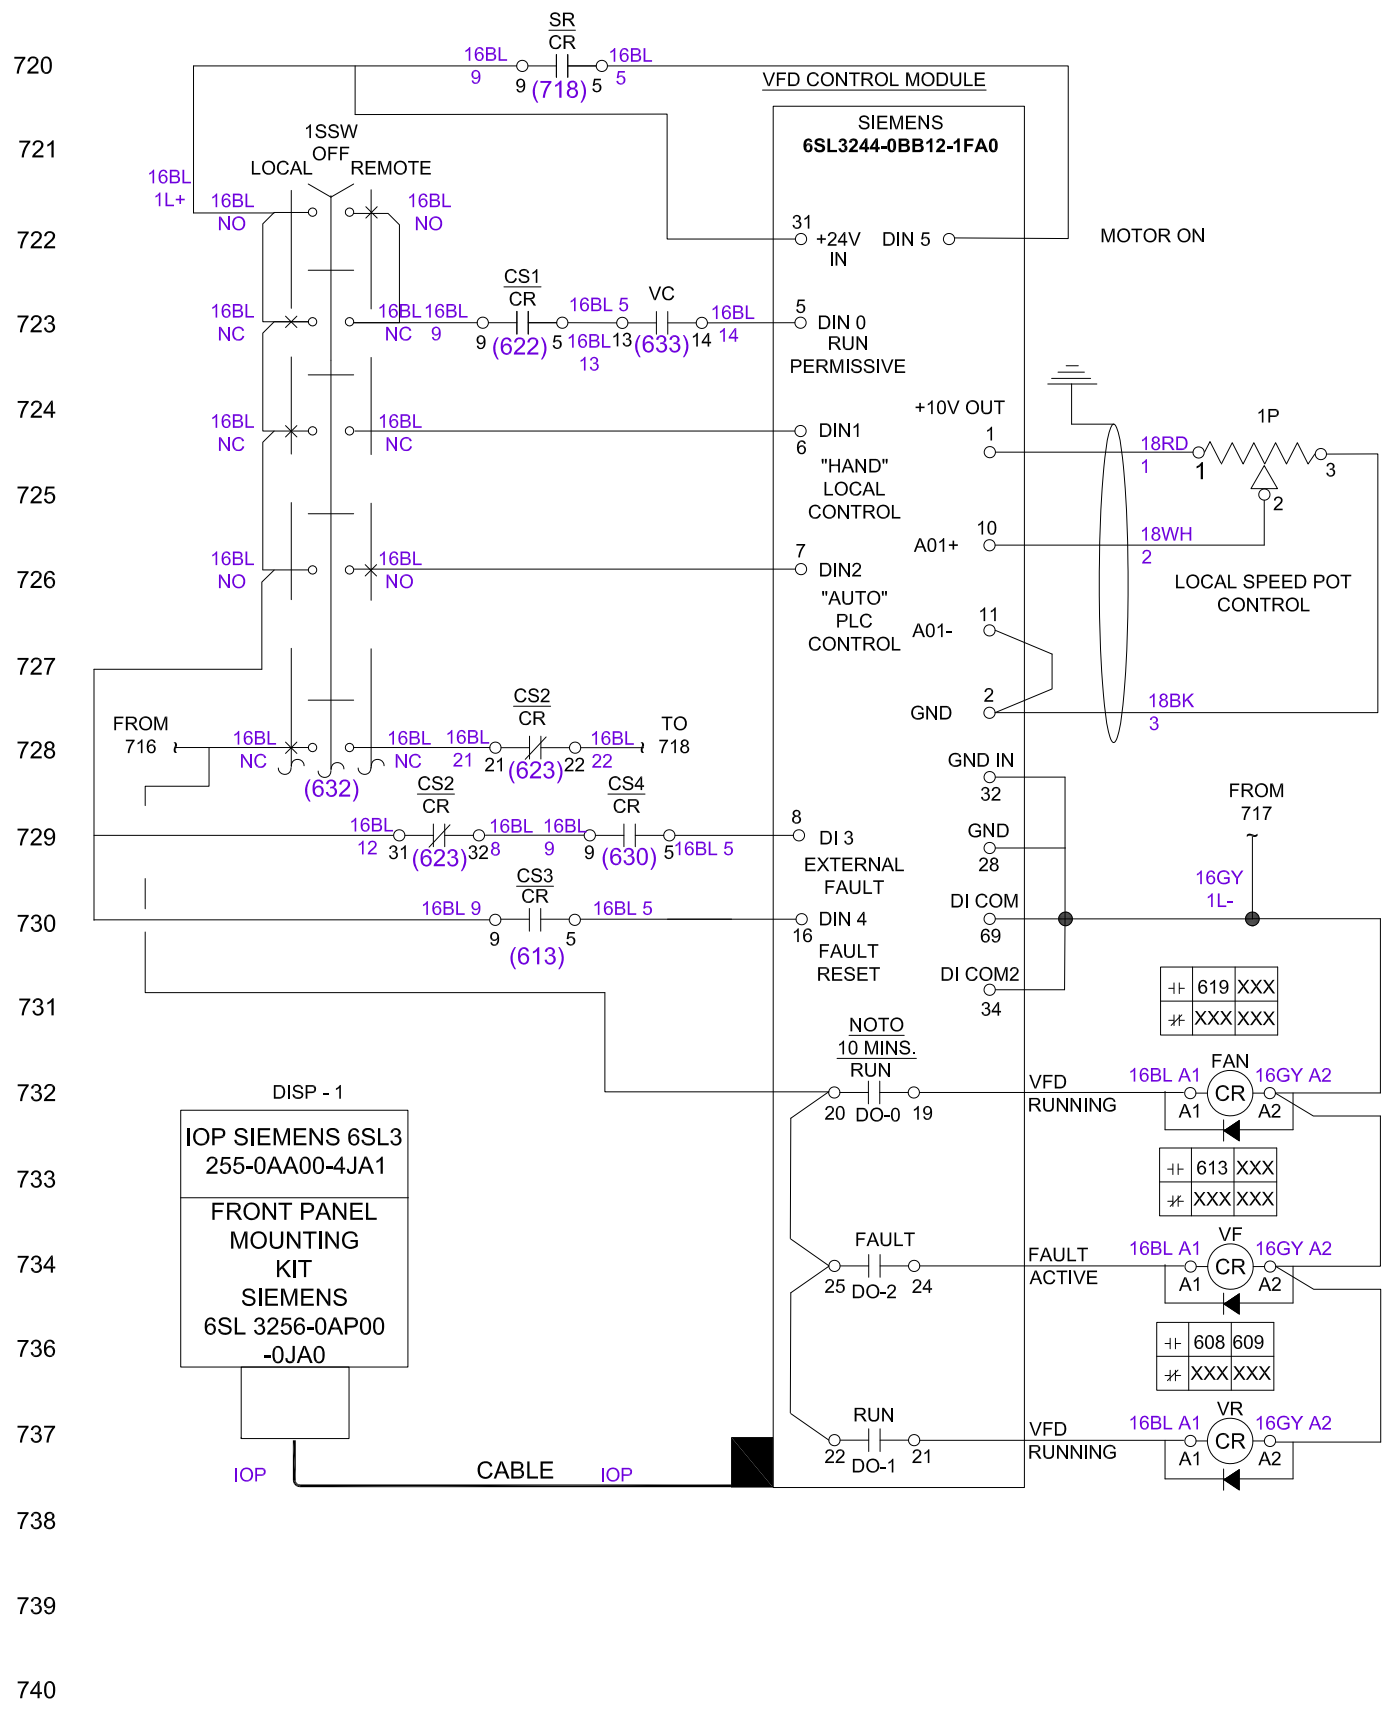 SR
CR
720
16BL
9
9
(718)
5
16BL
5
VFD CONTROL MODULE
721
1SSW
OFF
LOCAL
REMOTE
SIEMENS
6SL3244-0BB12-1FA0
16BL
1L+
16BL
NO
16BL
NO
722
31
+24V
IN
DIN 5
MOTOR ON
723
16BL
NC
16BL
NC
16BL
9
9
CS1
CR
(622)
5
16BL 5
16BL
13
13
VC
(633)
14
16BL
14
5
DIN 0
RUN
PERMISSIVE
724
16BL
NC
16BL
NC
6
DIN1
"HAND"
LOCAL
CONTROL
+10V OUT
1
18RD
1
1
1P
3
2
725
10
A01+
18WH
2
LOCAL SPEED POT
CONTROL
726
16BL
NO
16BL
NO
7
DIN2
"AUTO"
PLC
CONTROL
11
A01-
727
2
GND
18BK
3
728
FROM
716
16BL
NC
(632)
16BL
NC
16BL
21
21
CS2
CR
(623)
22
16BL
22
TO
718
GND IN
32
729
16BL
12
31
CS2
CR
(623)
32
16BL
8
16BL
9
9
CS4
CR
(630)
5
16BL 5
8
DI 3
EXTERNAL
FAULT
GND
28
FROM
717
16GY
1L-
730
16BL 9
9
CS3
CR
(613)
5
16BL 5
16
DIN 4
FAULT
RESET
DI COM
69
DI COM2
34
731
619 XXX
XXX XXX
732
NOTO
10 MINS.
RUN
20
DO-0
19
VFD
RUNNING
16BL A1
A1
FAN
CR
A2
16GY A2
DISP - 1
IOP SIEMENS 6SL3
255-0AA00-4JA1
733
613 XXX
XXX XXX
FRONT PANEL
MOUNTING
KIT
SIEMENS
6SL 3256-0AP00
-0JA0
734
FAULT
25
DO-2
24
FAULT
ACTIVE
16BL A1
A1
VF
CR
A2
16GY A2
736
608 609
XXX XXX
737
RUN
22
DO-1
21
VFD
RUNNING
16BL A1
A1
VR
CR
A2
16GY A2
IOP
CABLE
IOP
738
739
740